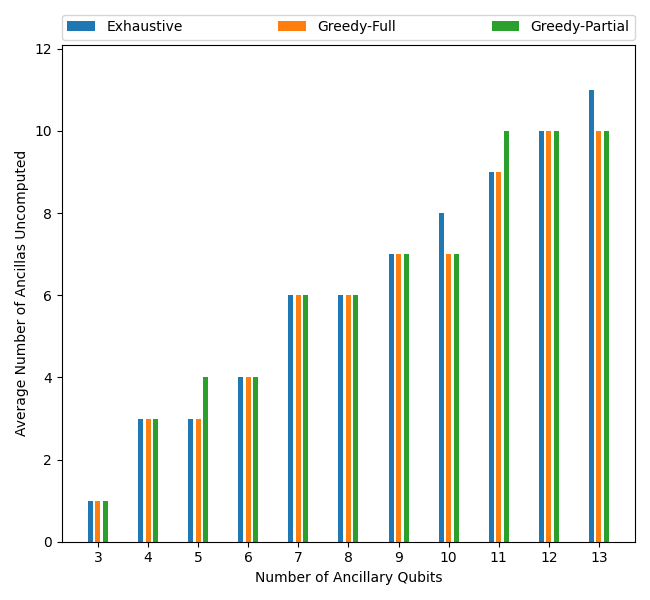 Exhaustive Greedy-Full Greedy-Partial
12
10
8
6
4
2
0
Average Number of Ancillas Uncomputed
3 4 5 6 7 8 9 10 11 12 13
Number of Ancillary Qubits